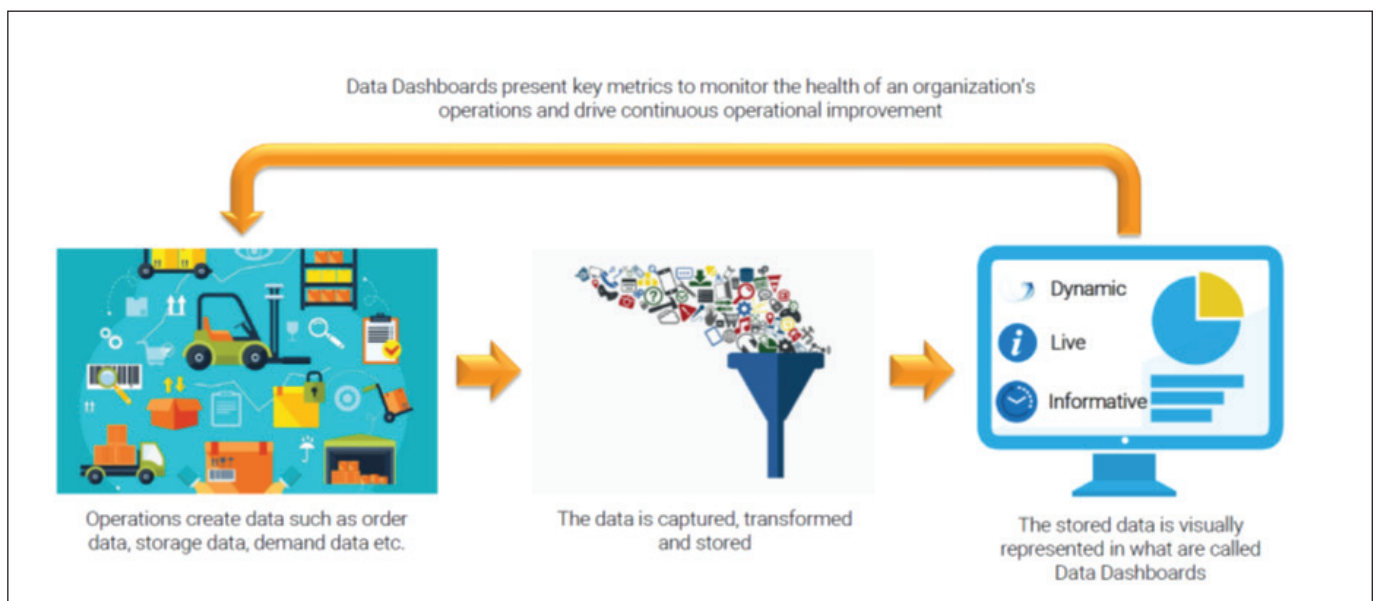 Data Dashboards present key metrics to monitor the health of an organization's
operations and drive continuous operational improvement
Dynamic
Live
Informative
Operations create data such as order
data, storage data, demand data etc.
The data is captured, transformed
and stored
The stored data is visually
represented in what are called
Data Dashboards